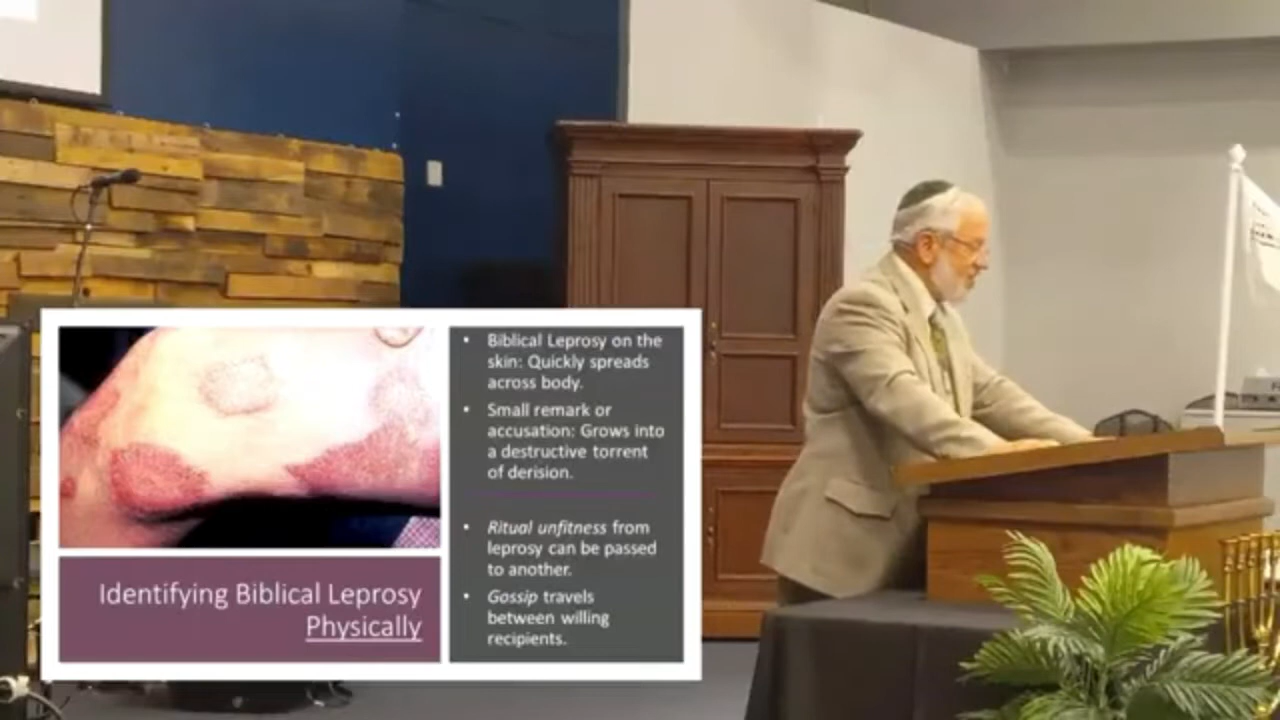 Identifying Biblical Leprosy
Physically
• Biblical Leprosy on the
skin: Quickly spreads
across body.
• Small remark or
accusation: Grows into
a destructive torrent
of derision.
• Ritual unfitness from
leprosy can be passed
to another.
• Gossip travels
between willing
recipients.